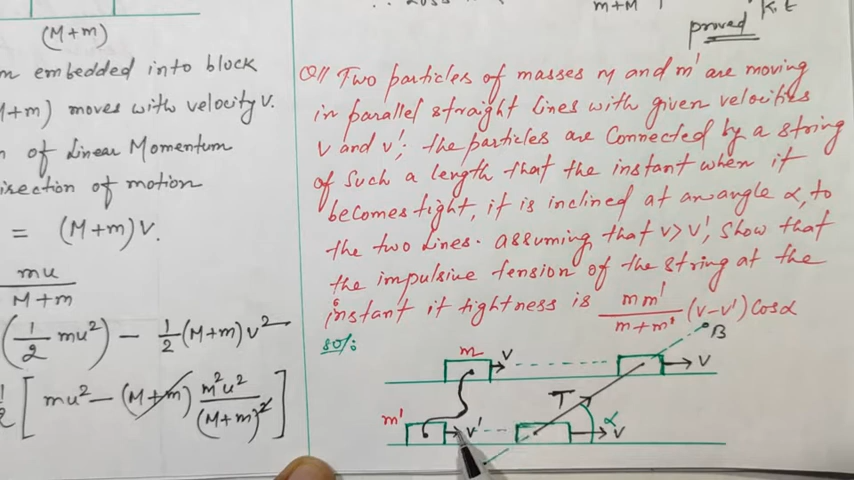 (M+m)
m embedded into block
M+m) moves with velocity V.
n of Linear Momentum
direction of motion
= (M+m)V.
mu
M+m
(1/2 mu²) - 1/2 (M+m)V²
1/2 [ mu² - (M+m) m²u² / (M+m)² ]
m+M
K.E
proved
Q// Two particles of masses m and m' are moving
in parallel straight lines with given velocities
V and V'; the particles are connected by a string
of such a length that the instant when it
becomes tight, it is inclined at an angle α, to
the two lines. assuming that V>V', show that
the impulsive tension of the string at the
instant it tightness is mm'/(m+m') (V-V') Cosα
Sol:
B
m V V
T α
m' V' V